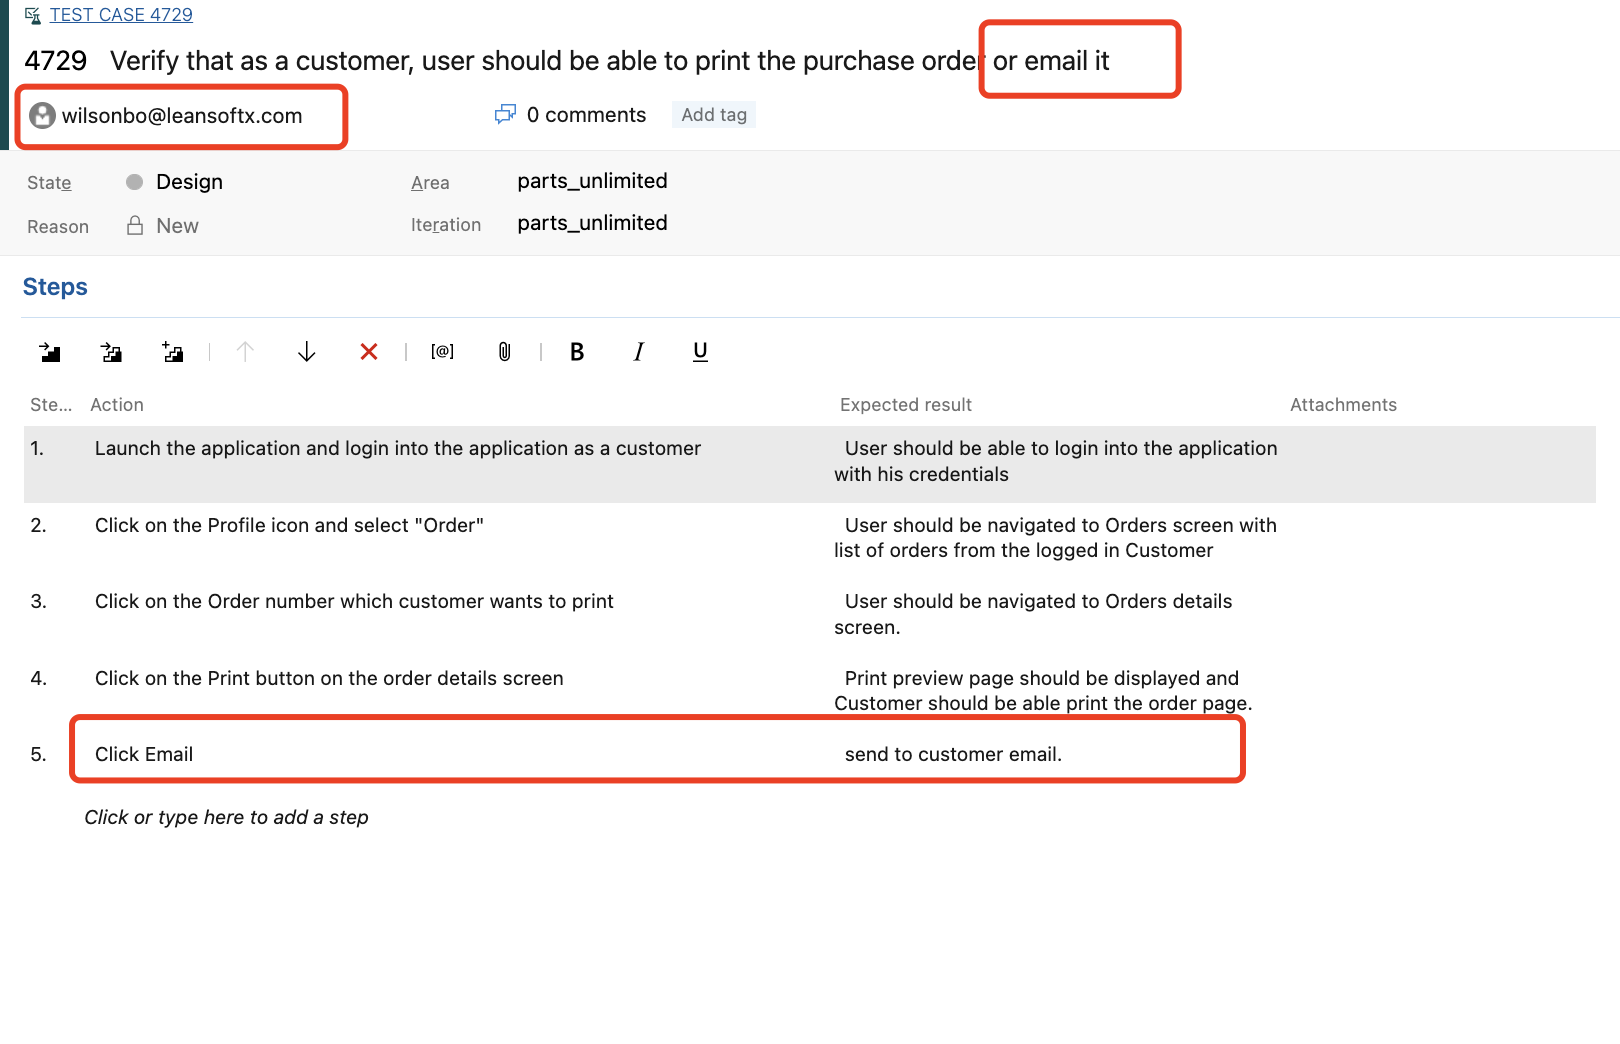 TEST CASE 4729
4729 Verify that as a customer, user should be able to print the purchase order or email it
wilsonbo@leansoftx.com 0 comments Add tag
State Design Area parts_unlimited
Reason New Iteration parts_unlimited
Steps
[@] B I U
Ste... Action Expected result Attachments
1. Launch the application and login into the application as a customer User should be able to login into the application
with his credentials
2. Click on the Profile icon and select "Order" User should be navigated to Orders screen with
list of orders from the logged in Customer
3. Click on the Order number which customer wants to print User should be navigated to Orders details
screen.
4. Click on the Print button on the order details screen Print preview page should be displayed and
Customer should be able print the order page.
5. Click Email send to customer email.
Click or type here to add a step